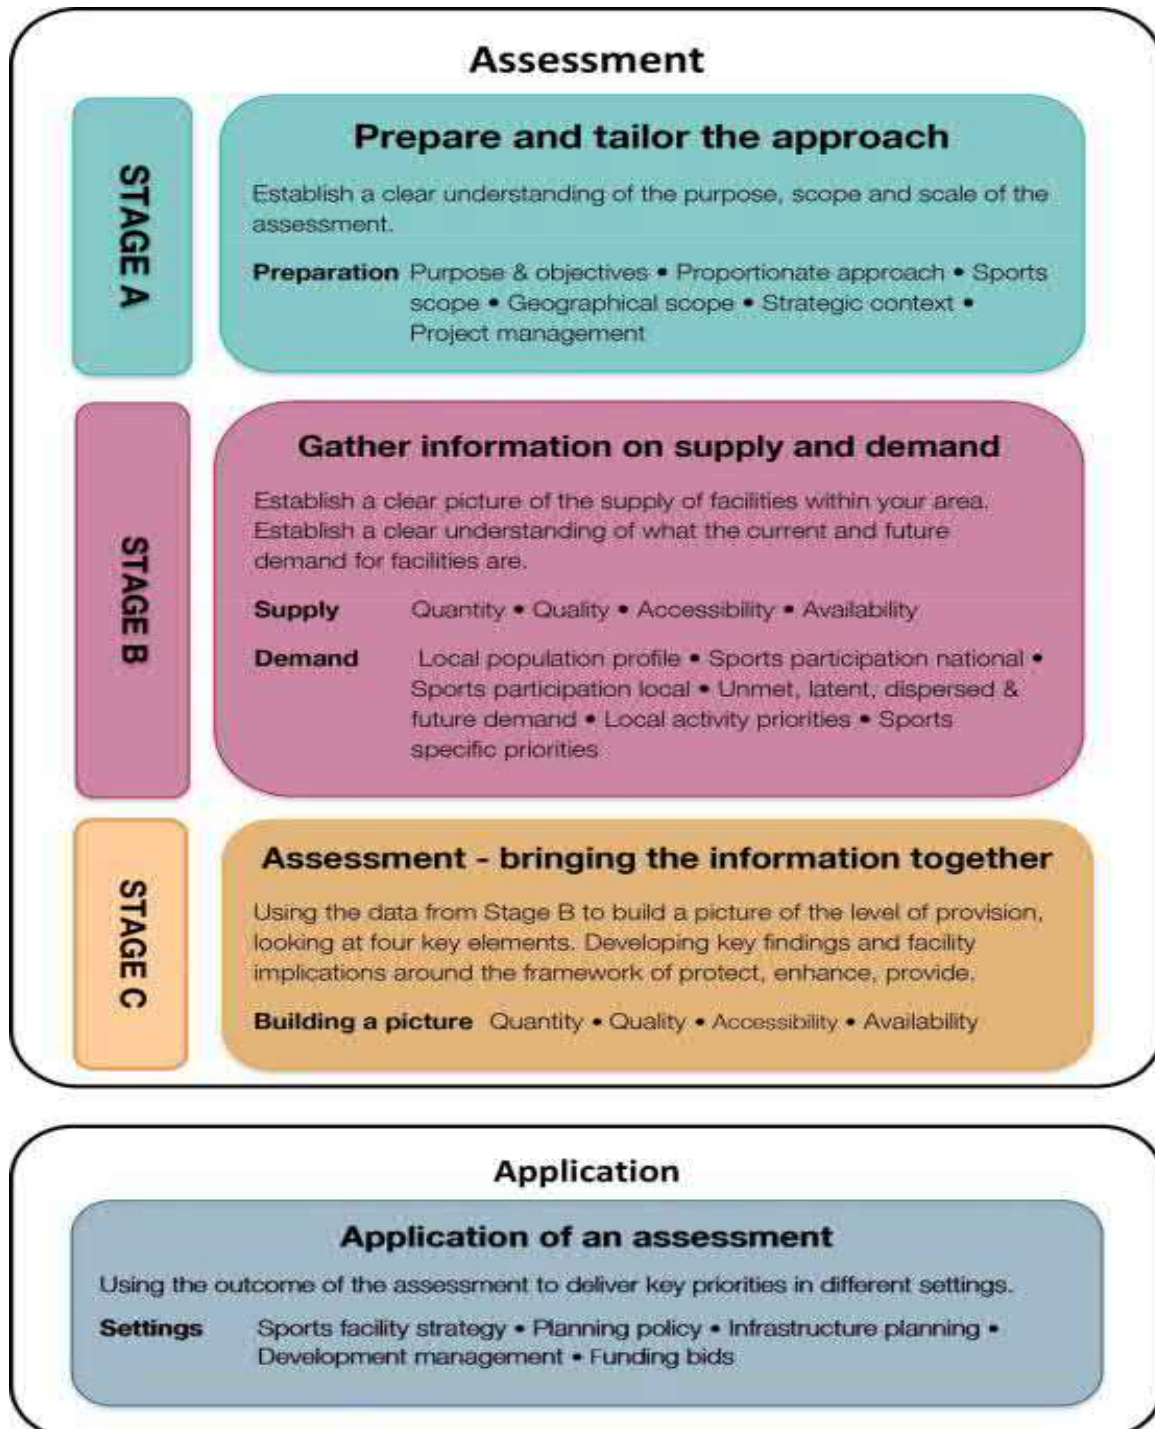 Assessment
STAGE A
Prepare and tailor the approach
Establish a clear understanding of the purpose, scope and scale of the
assessment.
Preparation Purpose & objectives • Proportionate approach • Sports
scope • Geographical scope • Strategic context •
Project management
STAGE B
Gather information on supply and demand
Establish a clear picture of the supply of facilities within your area.
Establish a clear understanding of what the current and future
demand for facilities are.
Supply Quantity • Quality • Accessibility • Availability
Demand Local population profile • Sports participation national •
Sports participation local • Unmet, latent, dispersed &
future demand • Local activity priorities • Sports
specific priorities
STAGE C
Assessment - bringing the information together
Using the data from Stage B to build a picture of the level of provision,
looking at four key elements. Developing key findings and facility
implications around the framework of protect, enhance, provide.
Building a picture Quantity • Quality • Accessibility • Availability
Application
Application of an assessment
Using the outcome of the assessment to deliver key priorities in different settings.
Settings Sports facility strategy • Planning policy • Infrastructure planning •
Development management • Funding bids